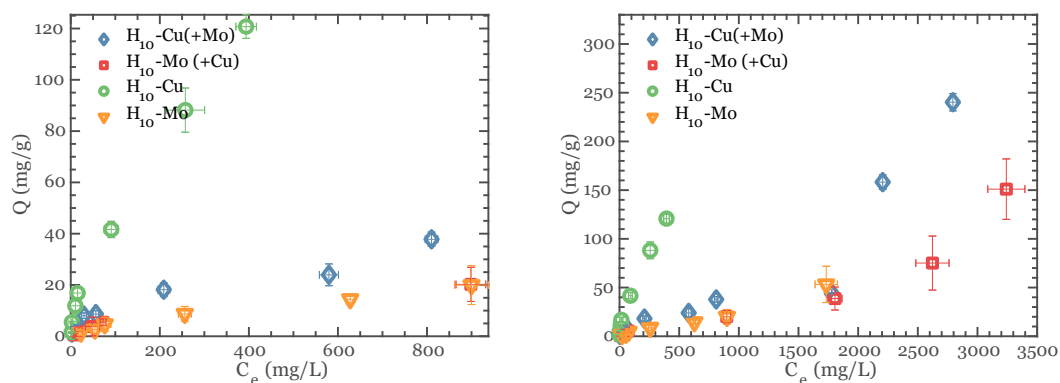 120
100
80
60
40
20
0
Q (mg/g)
H10-Cu(+Mo)
H10-Mo (+Cu)
H10-Cu
H10-Mo
0 200 400 600 800
Ce (mg/L)
300
250
200
150
100
50
0
Q (mg/g)
H10-Cu(+Mo)
H10-Mo (+Cu)
H10-Cu
H10-Mo
0 500 1000 1500 2000 2500 3000 3500
Ce (mg/L)